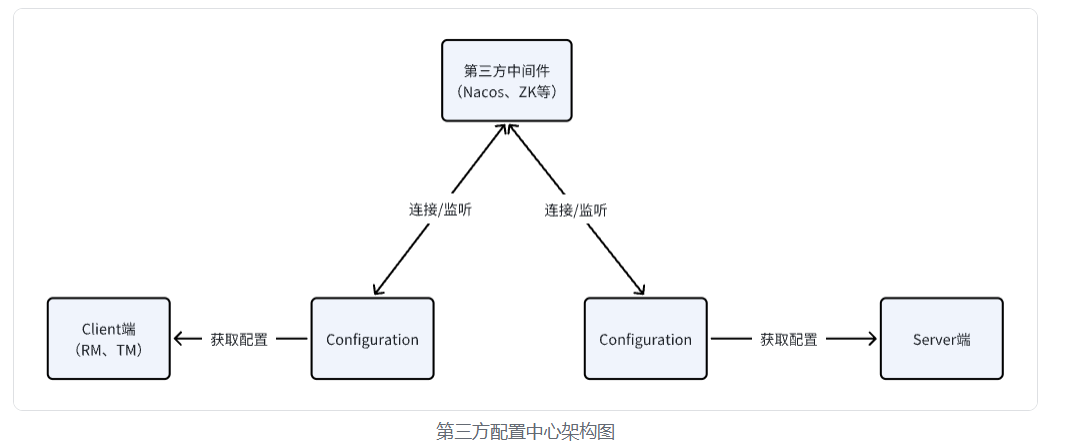 第三方中间件
（Nacos、ZK等）
连接/监听
连接/监听
Client端
（RM、TM）
获取配置
Configuration
Configuration
获取配置
Server端
第三方配置中心架构图